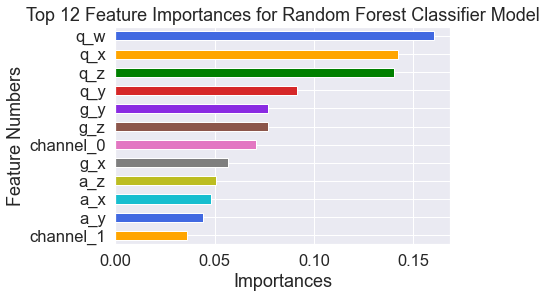 Top 12 Feature Importances for Random Forest Classifier Model
q_w
q_x
q_z
q_y
g_y
g_z
channel_0
g_x
a_z
a_x
a_y
channel_1
Feature Numbers
0.00 0.05 0.10 0.15
Importances